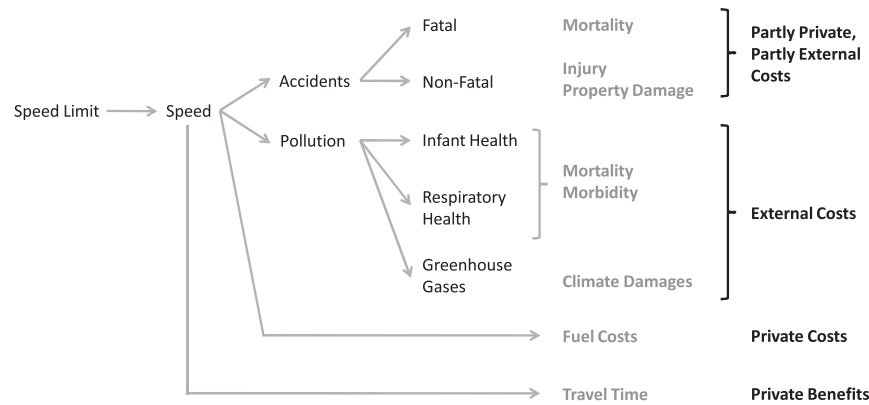 Fatal
Mortality
Partly Private,
Partly External
Costs
Accidents
Non-Fatal
Injury
Property Damage
Speed Limit
Speed
Pollution
Infant Health
Mortality
Morbidity
Respiratory
Health
External Costs
Greenhouse
Gases
Climate Damages
Fuel Costs
Private Costs
Travel Time
Private Benefits